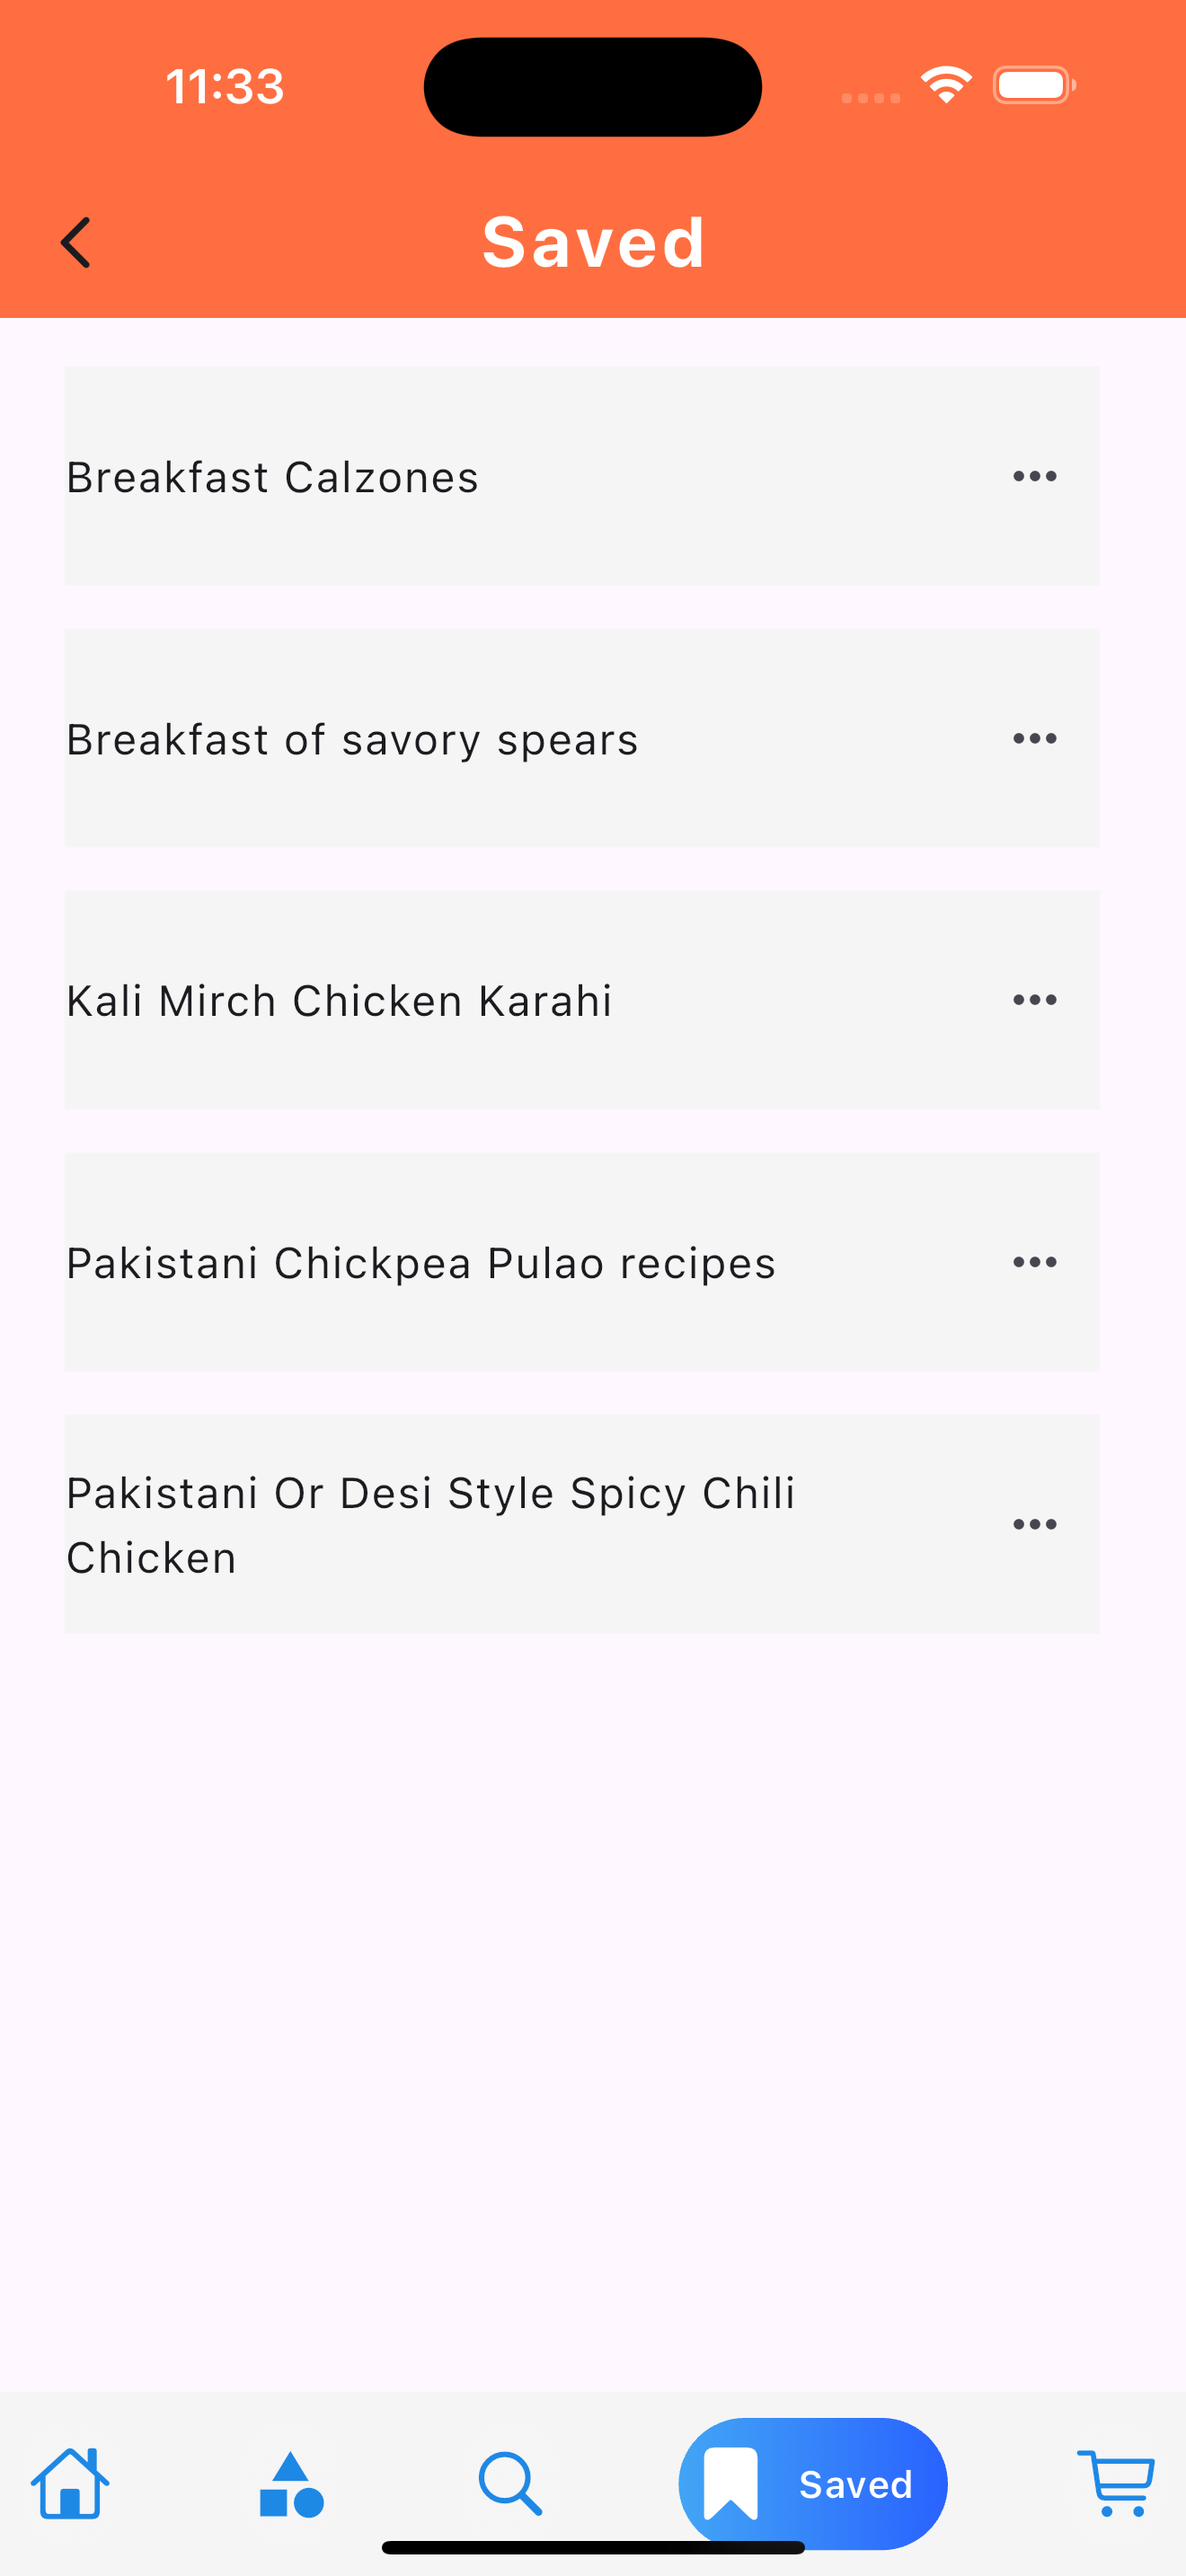 11:33
Saved
Breakfast Calzones
Breakfast of savory spears
Kali Mirch Chicken Karahi
Pakistani Chickpea Pulao recipes
Pakistani Or Desi Style Spicy Chili
Chicken
Saved